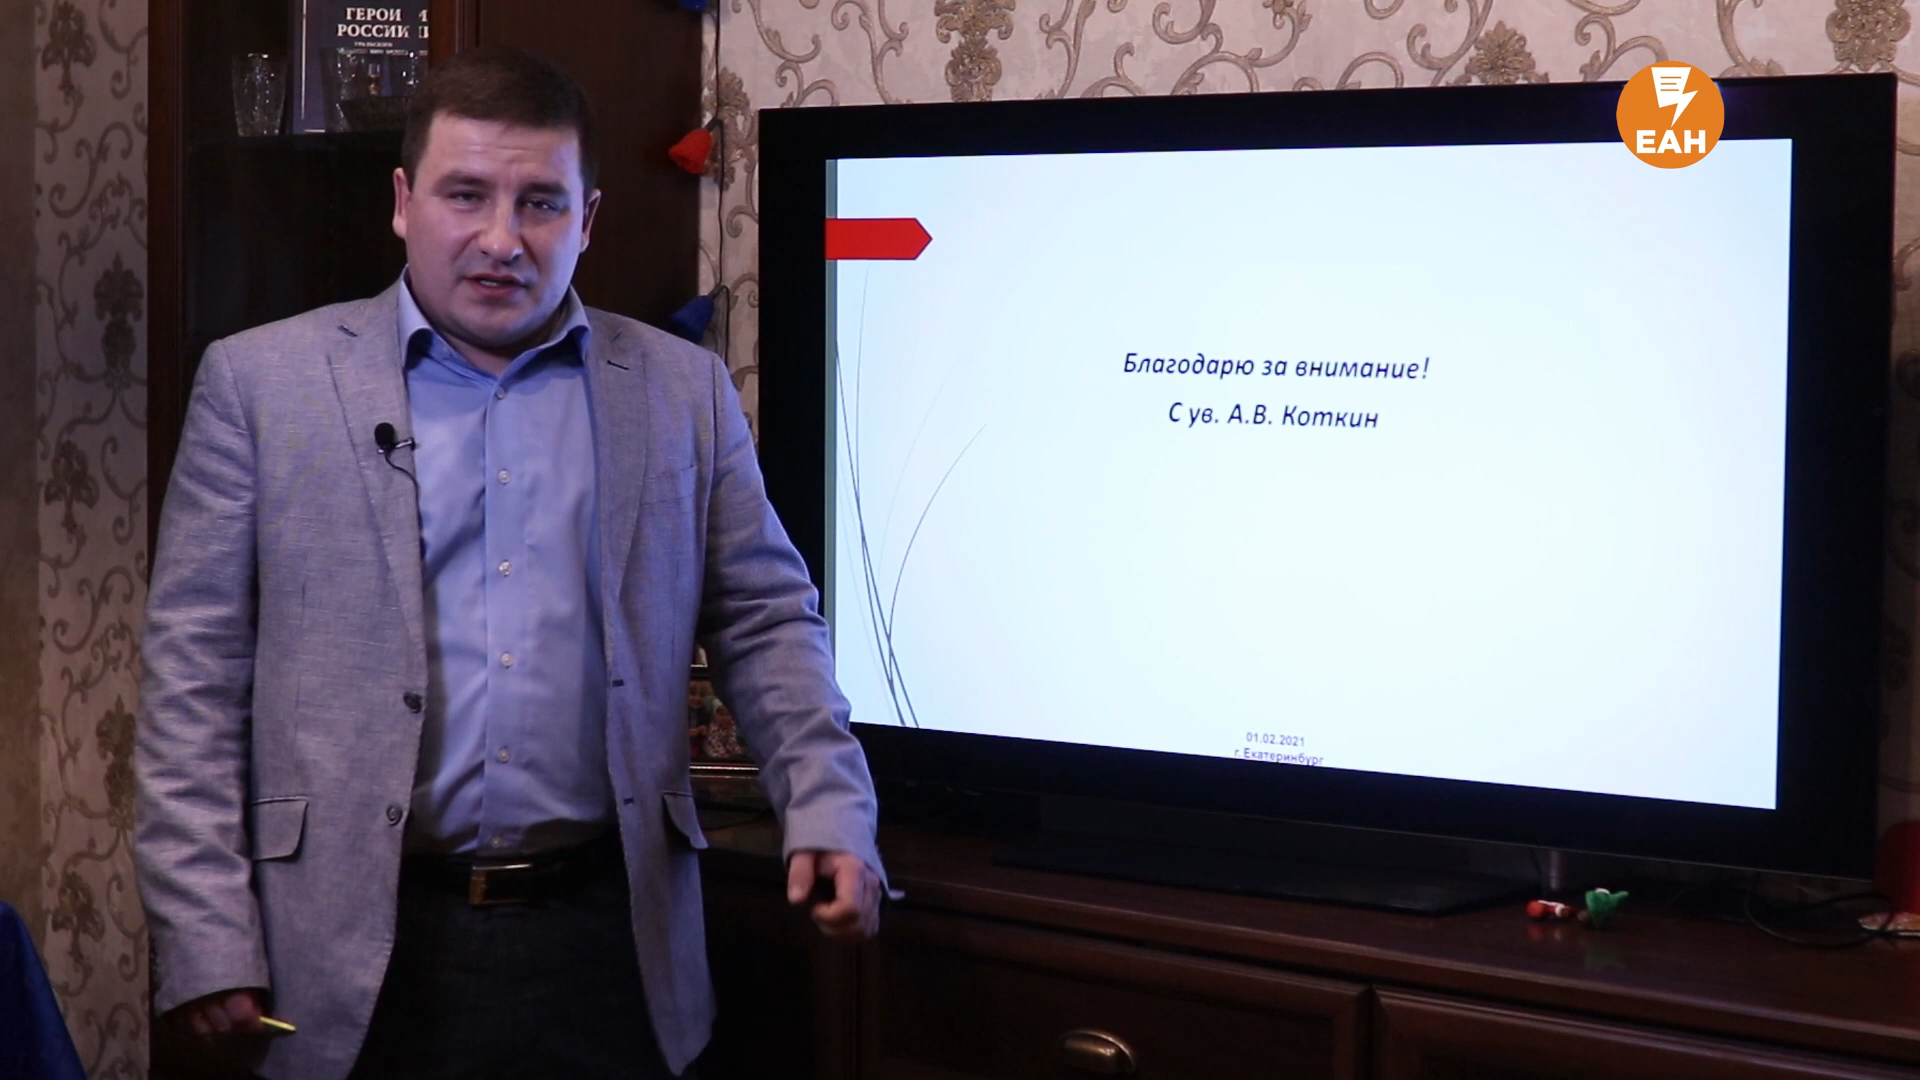 ГЕРОИ
РОССИИ
ЕАН
Благодарю за внимание!
С ув. А.В. Коткин
01.02.2021
г. Екатеринбург